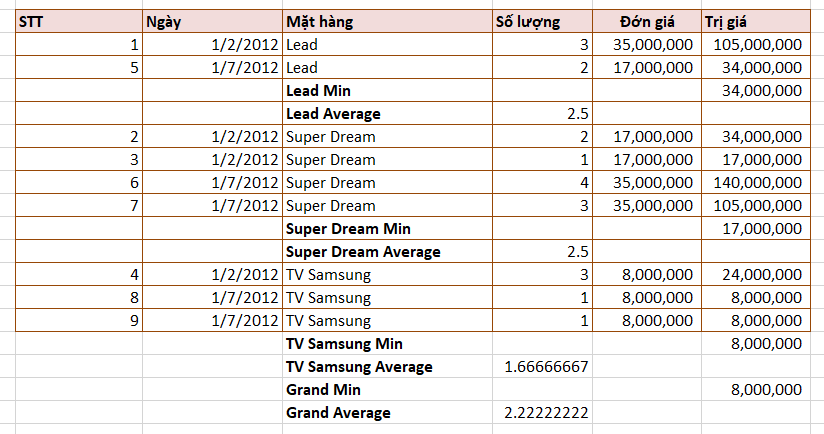 STT Ngày Mặt hàng Số lượng Đớn giá Trị giá
1 1/2/2012 Lead 3 35,000,000 105,000,000
5 1/7/2012 Lead 2 17,000,000 34,000,000
Lead Min 34,000,000
Lead Average 2.5
2 1/2/2012 Super Dream 2 17,000,000 34,000,000
3 1/2/2012 Super Dream 1 17,000,000 17,000,000
6 1/7/2012 Super Dream 4 35,000,000 140,000,000
7 1/7/2012 Super Dream 3 35,000,000 105,000,000
Super Dream Min 17,000,000
Super Dream Average 2.5
4 1/2/2012 TV Samsung 3 8,000,000 24,000,000
8 1/7/2012 TV Samsung 1 8,000,000 8,000,000
9 1/7/2012 TV Samsung 1 8,000,000 8,000,000
TV Samsung Min 8,000,000
TV Samsung Average 1.66666667
Grand Min 8,000,000
Grand Average 2.22222222